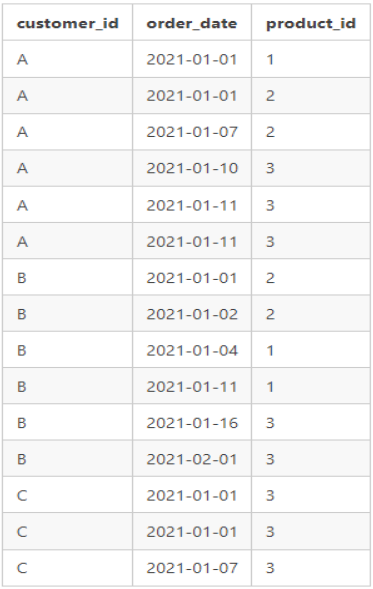 customer_id order_date product_id
A 2021-01-01 1
A 2021-01-01 2
A 2021-01-07 2
A 2021-01-10 3
A 2021-01-11 3
A 2021-01-11 3
B 2021-01-01 2
B 2021-01-02 2
B 2021-01-04 1
B 2021-01-11 1
B 2021-01-16 3
B 2021-02-01 3
C 2021-01-01 3
C 2021-01-01 3
C 2021-01-07 3